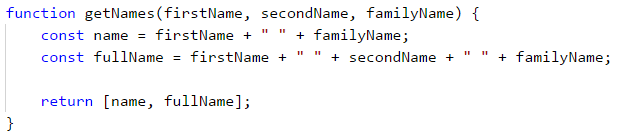 function getNames(firstName, secondName, familyName) {
    const name = firstName + " " + familyName;
    const fullName = firstName + " " + secondName + " " + familyName;

    return [name, fullName];
}